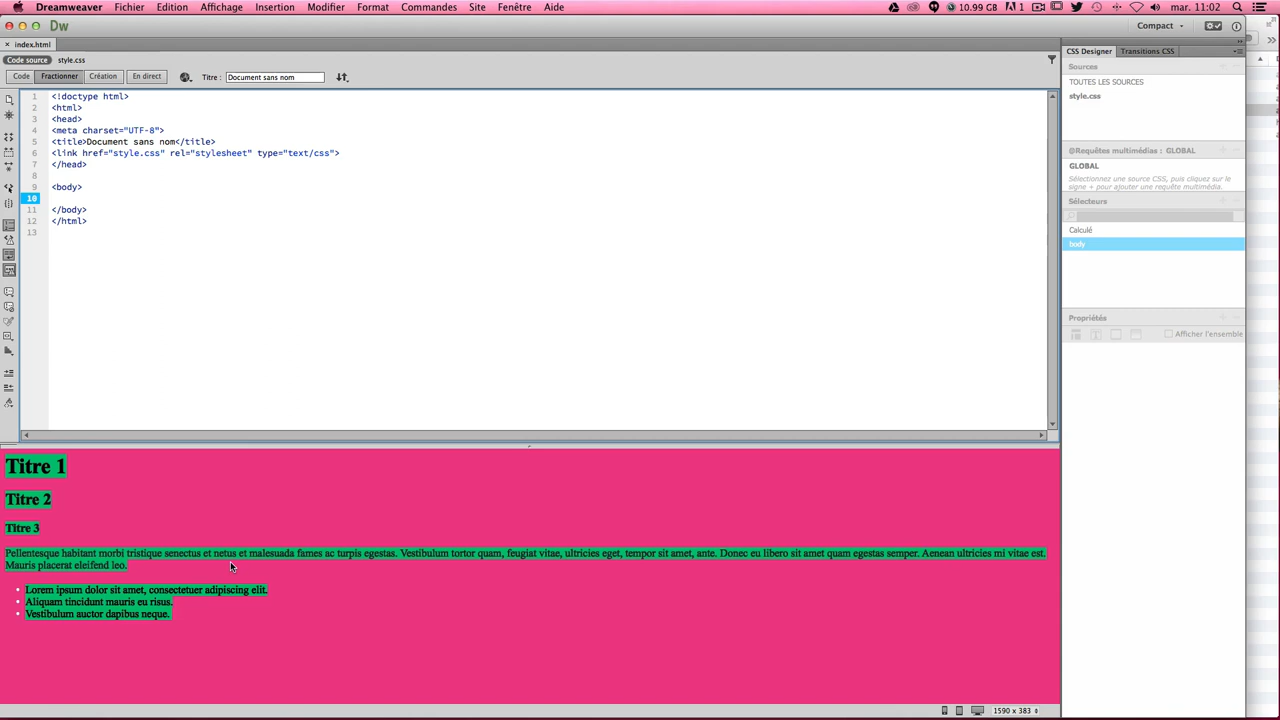 Dreamweaver Fichier Edition Affichage Insertion Modifier Format Commandes Site Fenêtre Aide 10.99 GB 1 mar. 11:02
Dw Compact
× index.html
Code source style.css
Code Fractionner Création En direct Titre : Document sans nom
1 <!doctype html>
2 <html>
3 <head>
4 <meta charset="UTF-8">
5 <title>Document sans nom</title>
6 <link href="style.css" rel="stylesheet" type="text/css">
7 </head>
8
9 <body>
10
11 </body>
12 </html>
13
CSS Designer Transitions CSS
Sources
TOUTES LES SOURCES
style.css
@Requêtes multimédias : GLOBAL
GLOBAL
Sélectionnez une source CSS, puis cliquez sur le
signe + pour ajouter une requête multimédia.
Sélecteurs
Calculé
body
Propriétés
Afficher l'ensemble
Titre 1
Titre 2
Titre 3
Pellentesque habitant morbi tristique senectus et netus et malesuada fames ac turpis egestas. Vestibulum tortor quam, feugiat vitae, ultricies eget, tempor sit amet, ante. Donec eu libero sit amet quam egestas semper. Aenean ultricies mi vitae est.
Mauris placerat eleifend leo.
• Lorem ipsum dolor sit amet, consectetuer adipiscing elit.
• Aliquam tincidunt mauris eu risus.
• Vestibulum auctor dapibus neque.
1590 x 383